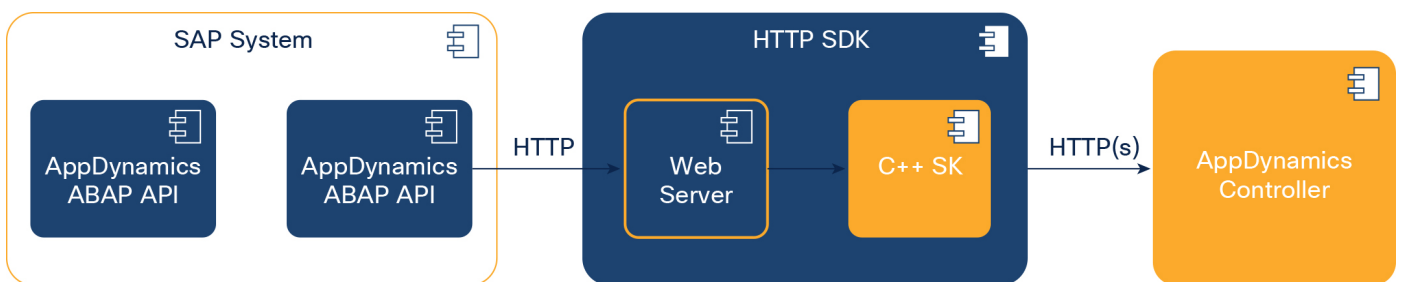 SAP System
AppDynamics
ABAP API
AppDynamics
ABAP API
HTTP
HTTP SDK
Web
Server
C++ SK
HTTP(s)
AppDynamics
Controller